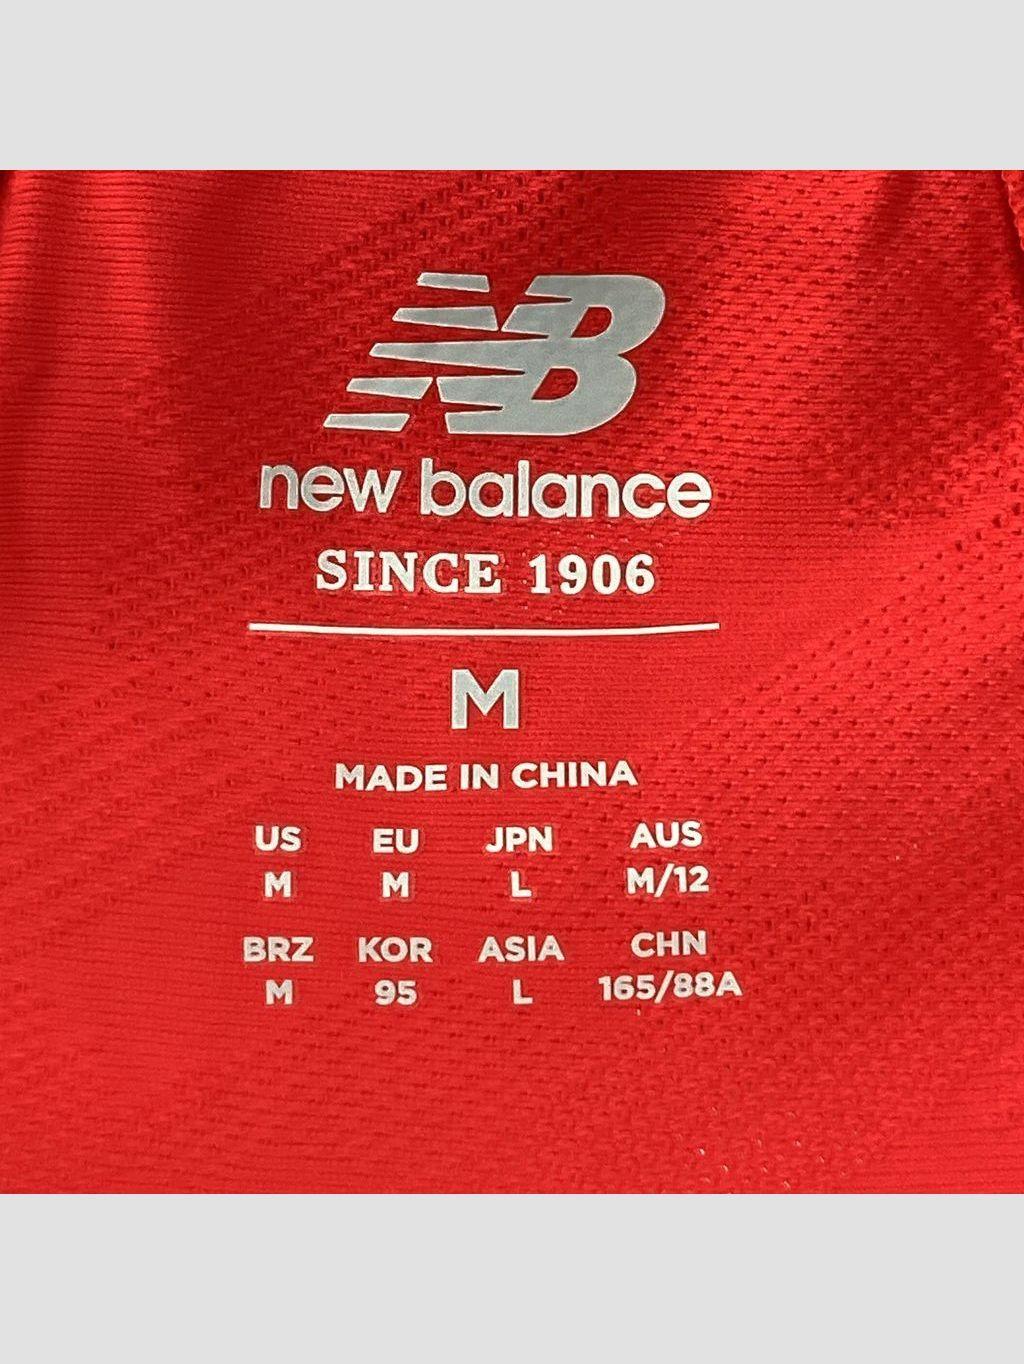 NB
new balance
SINCE 1906
M
MADE IN CHINA
US EU JPN AUS
M M L M/12
BRZ KOR ASIA CHN
M 95 L 165/88A